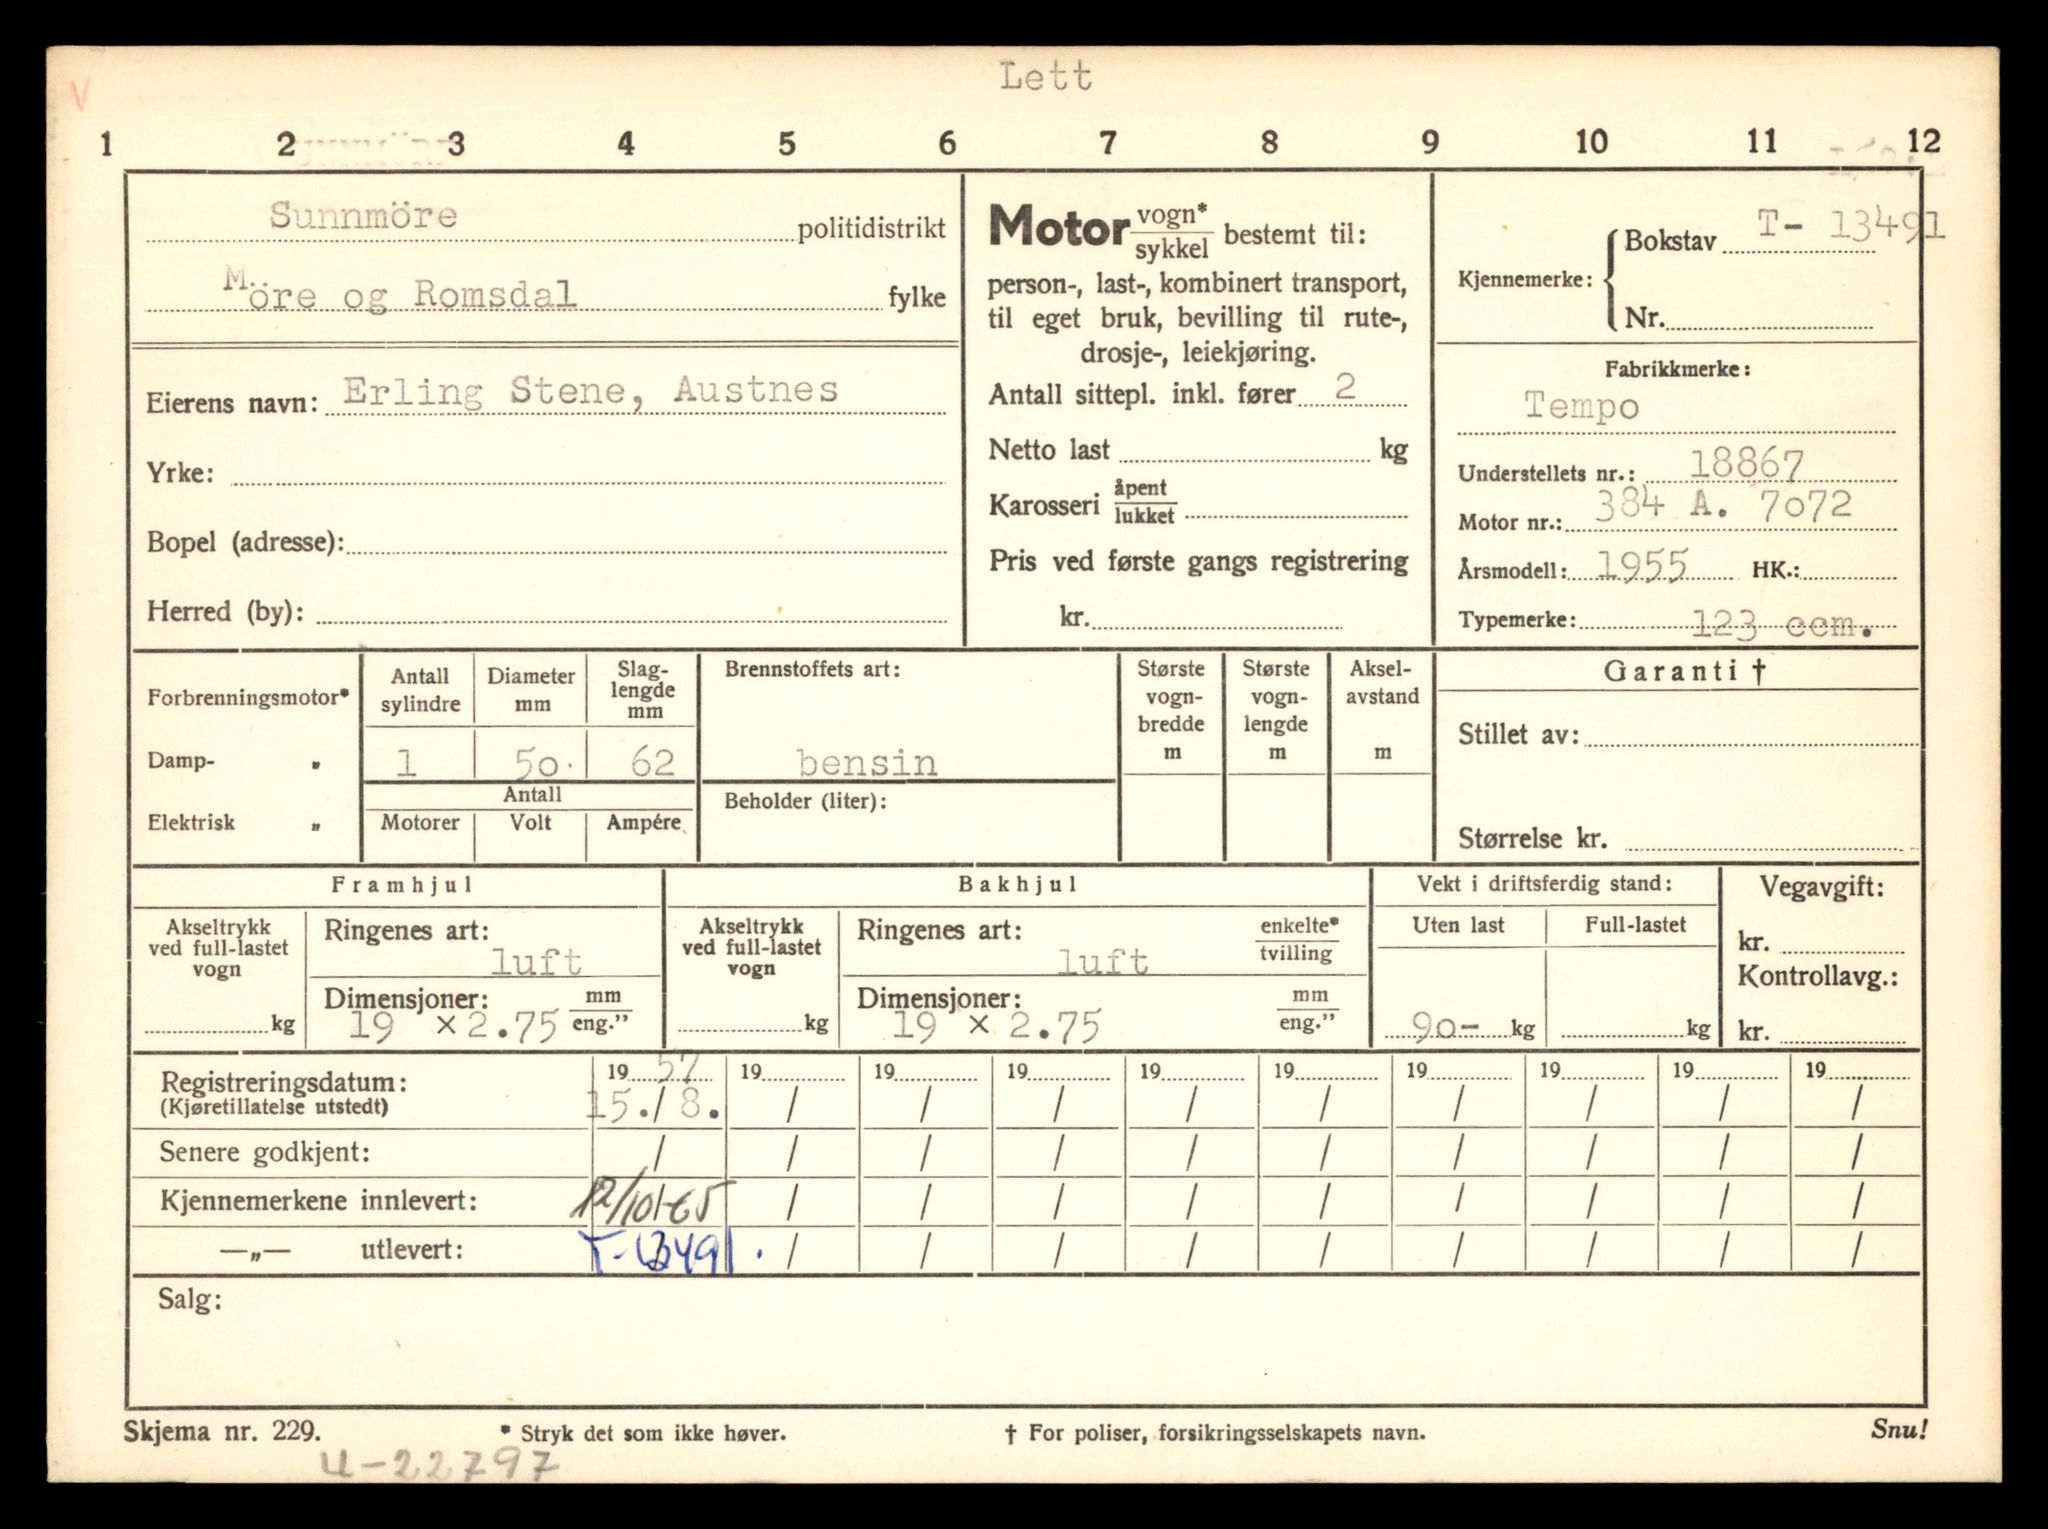 Lett
V
1 2 3 4 5 6 7 8 9 10 11 12
Sunnmöre politidistrikt
Möre og Romsdal fylke
Eierens navn: Erling Stene, Austnes
Yrke:
Bopel (adresse):
Herred (by):
Motor vogn* / sykkel bestemt til:
person-, last-, kombinert transport,
til eget bruk, bevilling til rute-,
drosje-, leiekjøring.
Antall sittepl. inkl. fører 2
Netto last kg
Karosseri åpent / lukket
Pris ved første gangs registrering
kr.
Kjennemerke: Bokstav T- 13491
Nr.
Fabrikkmerke:
Tempo
Understellets nr.: 18867
Motor nr.: 384 A. 7072
Årsmodell: 1955 HK.:
Typemerke: 123 ccm.
Forbrenningsmotor*
Damp- „
Elektrisk „
Antall sylindre Diameter mm Slag-lengde mm
1 50. 62
Antall
Motorer Volt Ampére
Brennstoffets art:
bensin
Beholder (liter):
Største vogn-bredde m
Største vogn-lengde m
Aksel-avstand m
Garanti †
Stillet av:
Størrelse kr.
Framhjul
Akseltrykk ved full-lastet vogn
kg
Ringenes art:
luft
Dimensjoner: mm / eng."
19 × 2.75
Bakhjul
Akseltrykk ved full-lastet vogn
kg
Ringenes art: enkelte* / tvilling
luft
Dimensjoner: mm / eng."
19 × 2.75
Vekt i driftsferdig stand:
Uten last Full-lastet
90- kg kg
Vegavgift:
kr.
Kontrollavg.:
kr.
Registreringsdatum: 19 57 19 19 19 19 19 19 19 19 19
(Kjøretillatelse utstedt) 15./8. / / / / / / / / /
Senere godkjent: / / / / / / / / / /
Kjennemerkene innlevert: 12/10-65 / / / / / / / / /
—„— utlevert: T-13491. / / / / / / / / /
Salg:
Skjema nr. 229. * Stryk det som ikke høver. † For poliser, forsikringsselskapets navn. Snu!
U-22797